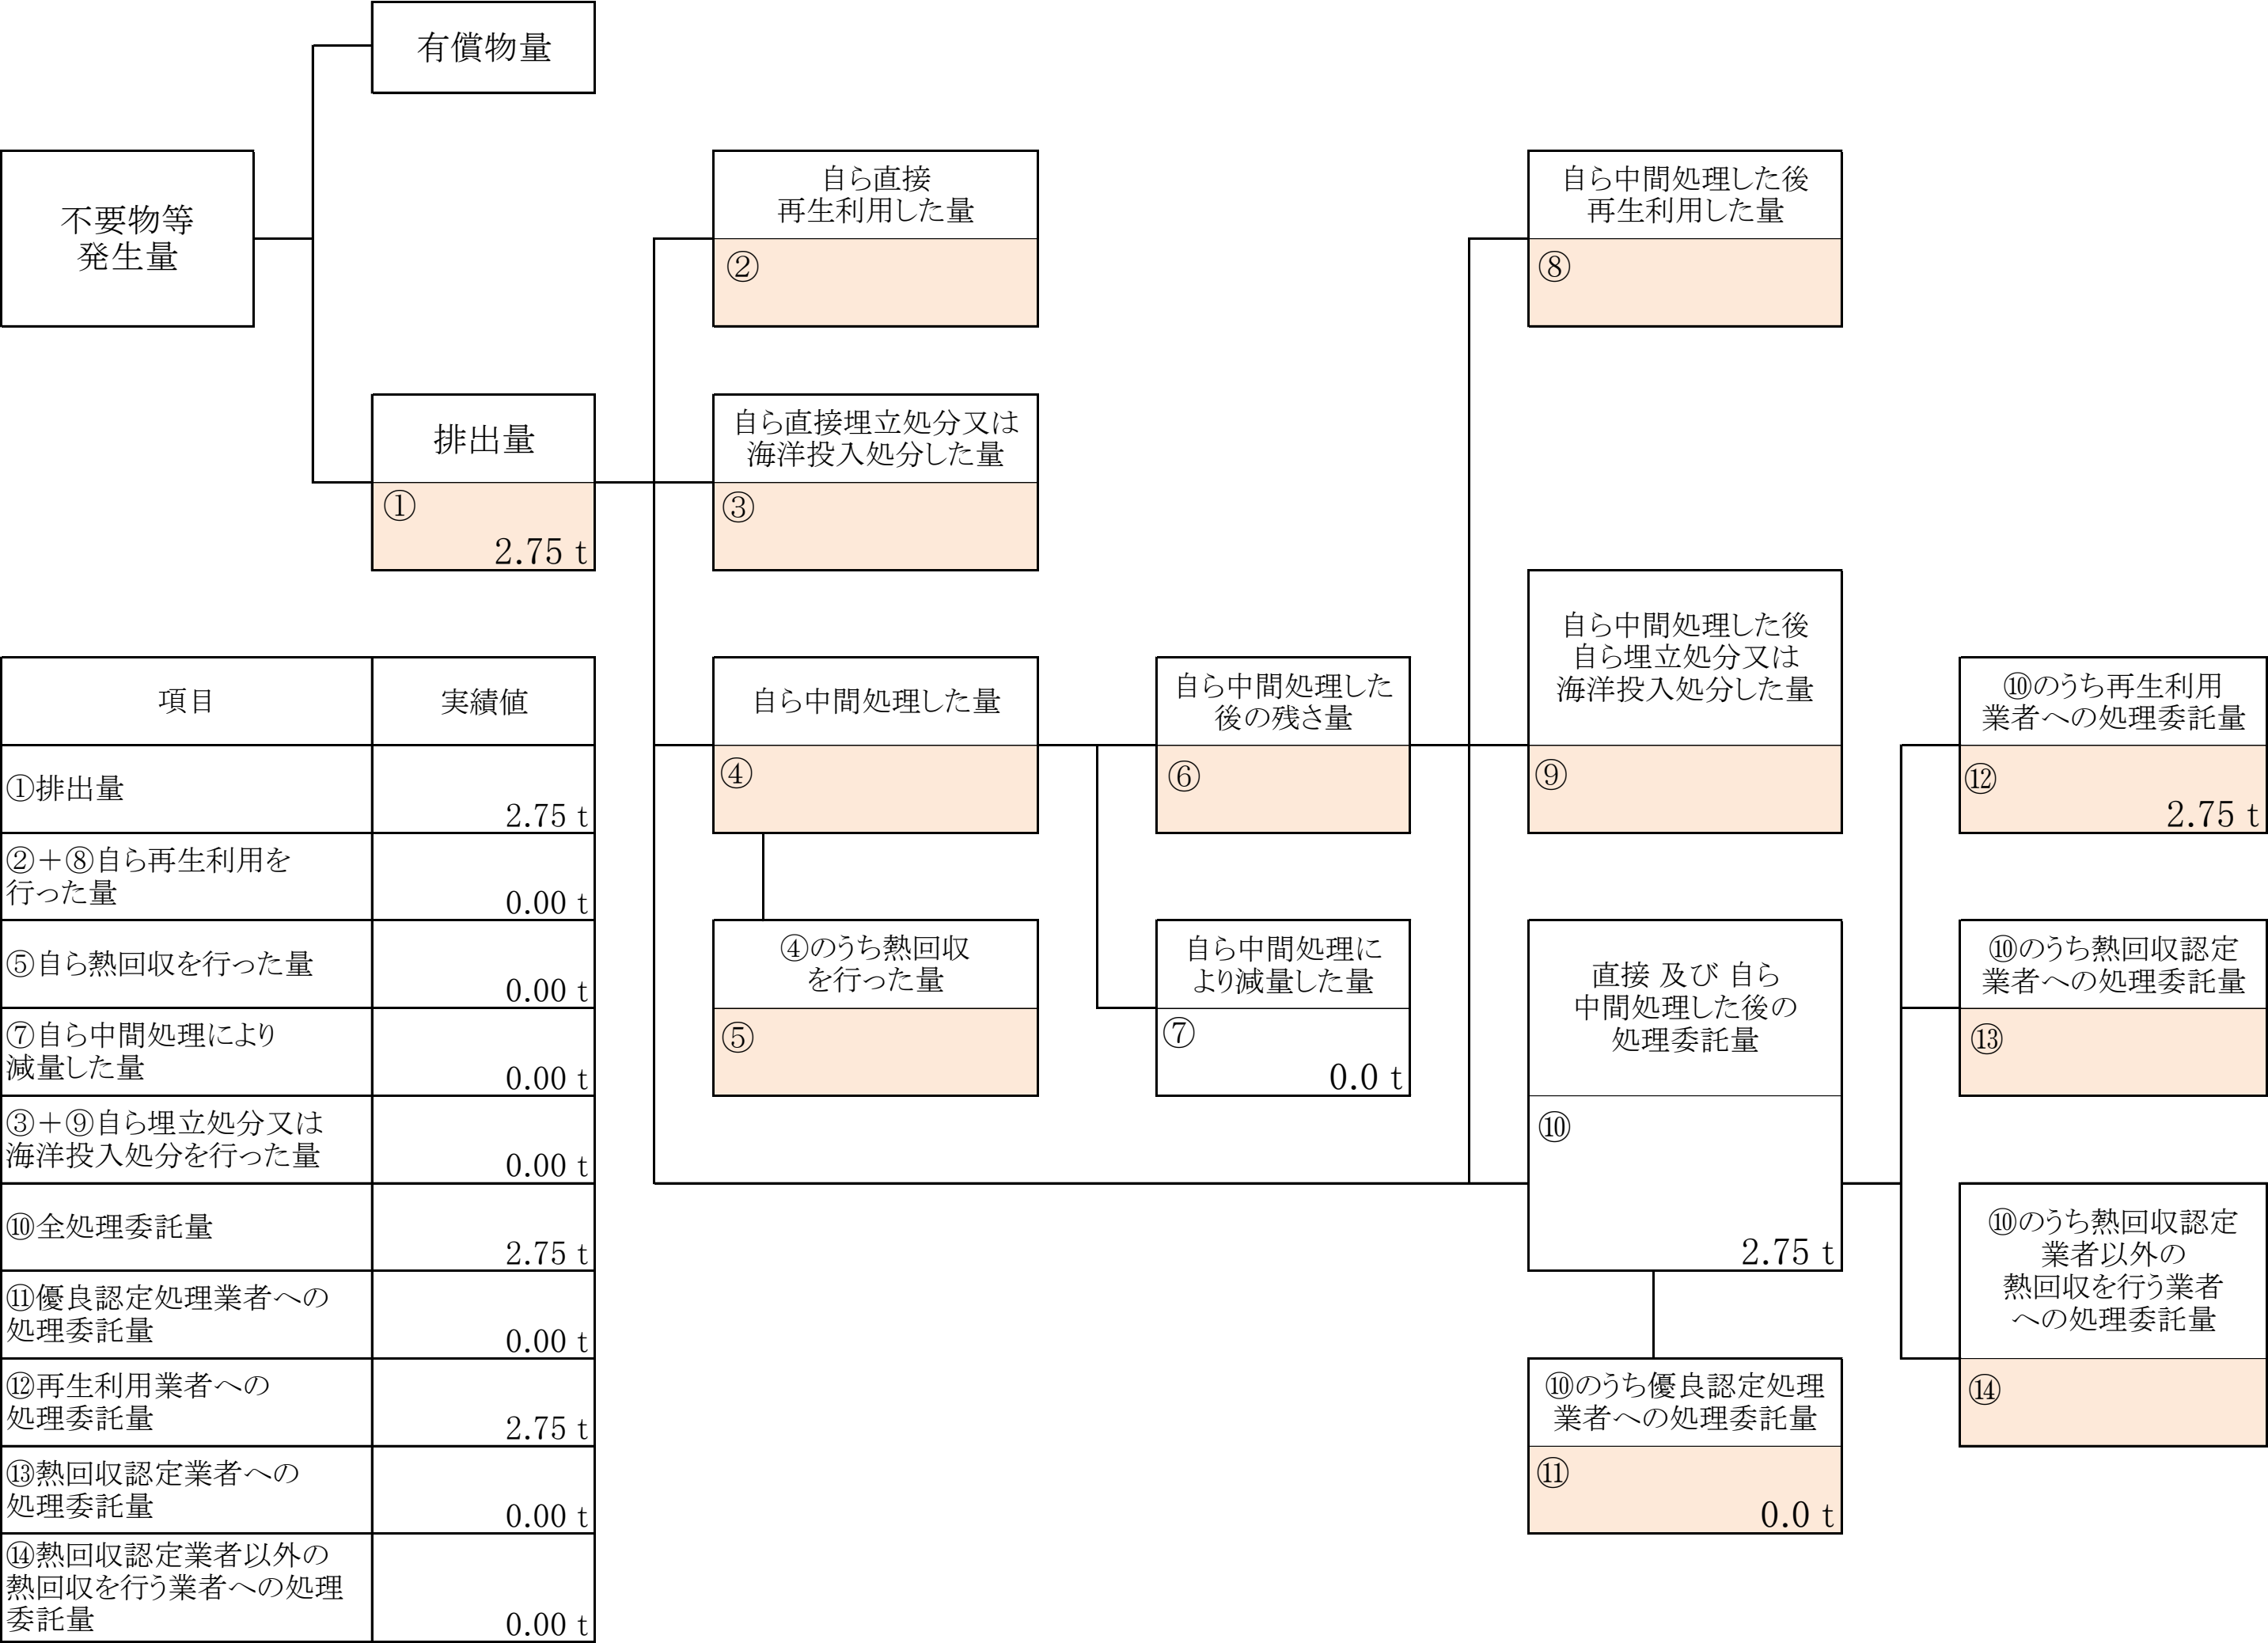 有償物量
不要物等
発生量
自ら直接
再生利用した量
②
自ら中間処理した後
再生利用した量
⑧
排出量
①
2.75 t
自ら直接埋立処分又は
海洋投入処分した量
③
自ら中間処理した量
④
自ら中間処理した
後の残さ量
⑥
自ら中間処理した後
自ら埋立処分又は
海洋投入処分した量
⑨
⑩のうち再生利用
業者への処理委託量
⑫
2.75 t
④のうち熱回収
を行った量
⑤
自ら中間処理に
より減量した量
⑦
0.0 t
直接 及び 自ら
中間処理した後の
処理委託量
⑩
2.75 t
⑩のうち熱回収認定
業者への処理委託量
⑬
⑩のうち熱回収認定
業者以外の
熱回収を行う業者
への処理委託量
⑭
⑩のうち優良認定処理
業者への処理委託量
⑪
0.0 t
項目 実績値
①排出量
2.75 t
②＋⑧自ら再生利用を
行った量
0.00 t
⑤自ら熱回収を行った量
0.00 t
⑦自ら中間処理により
減量した量
0.00 t
③＋⑨自ら埋立処分又は
海洋投入処分を行った量
0.00 t
⑩全処理委託量
2.75 t
⑪優良認定処理業者への
処理委託量
0.00 t
⑫再生利用業者への
処理委託量
2.75 t
⑬熱回収認定業者への
処理委託量
0.00 t
⑭熱回収認定業者以外の
熱回収を行う業者への処理
委託量
0.00 t